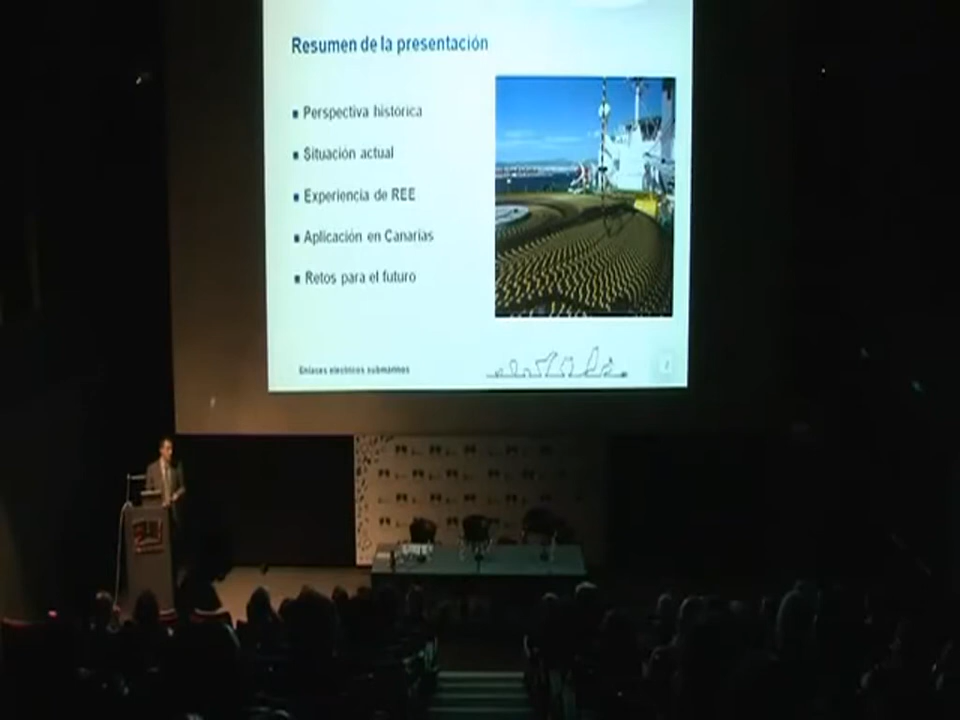 Resumen de la presentación
Perspectiva histórica
Situación actual
Experiencia de REE
Aplicación en Canarias
Retos para el futuro
Enlaces eléctricos submarinos